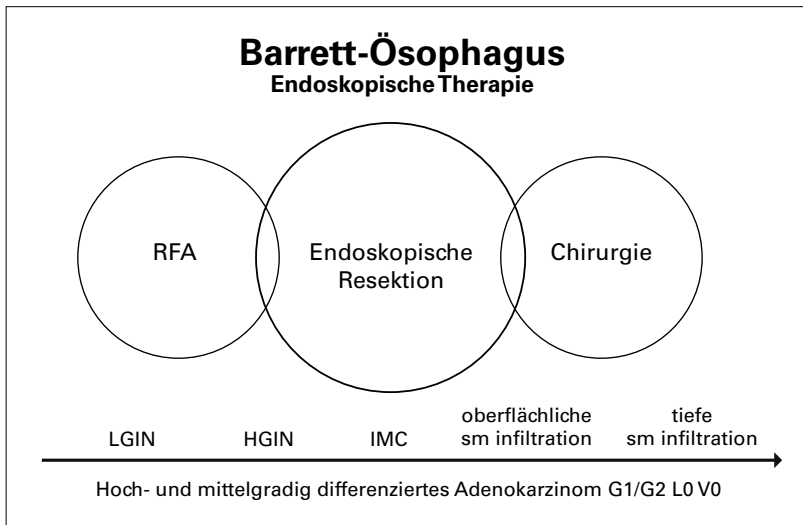 Barrett-Ösophagus
Endoskopische Therapie
RFA
Endoskopische
Resektion
Chirurgie
LGIN
HGIN
IMC
oberflächliche
sm infiltration
tiefe
sm infiltration
Hoch- und mittelgradig differenziertes Adenokarzinom G1/G2 L0 V0